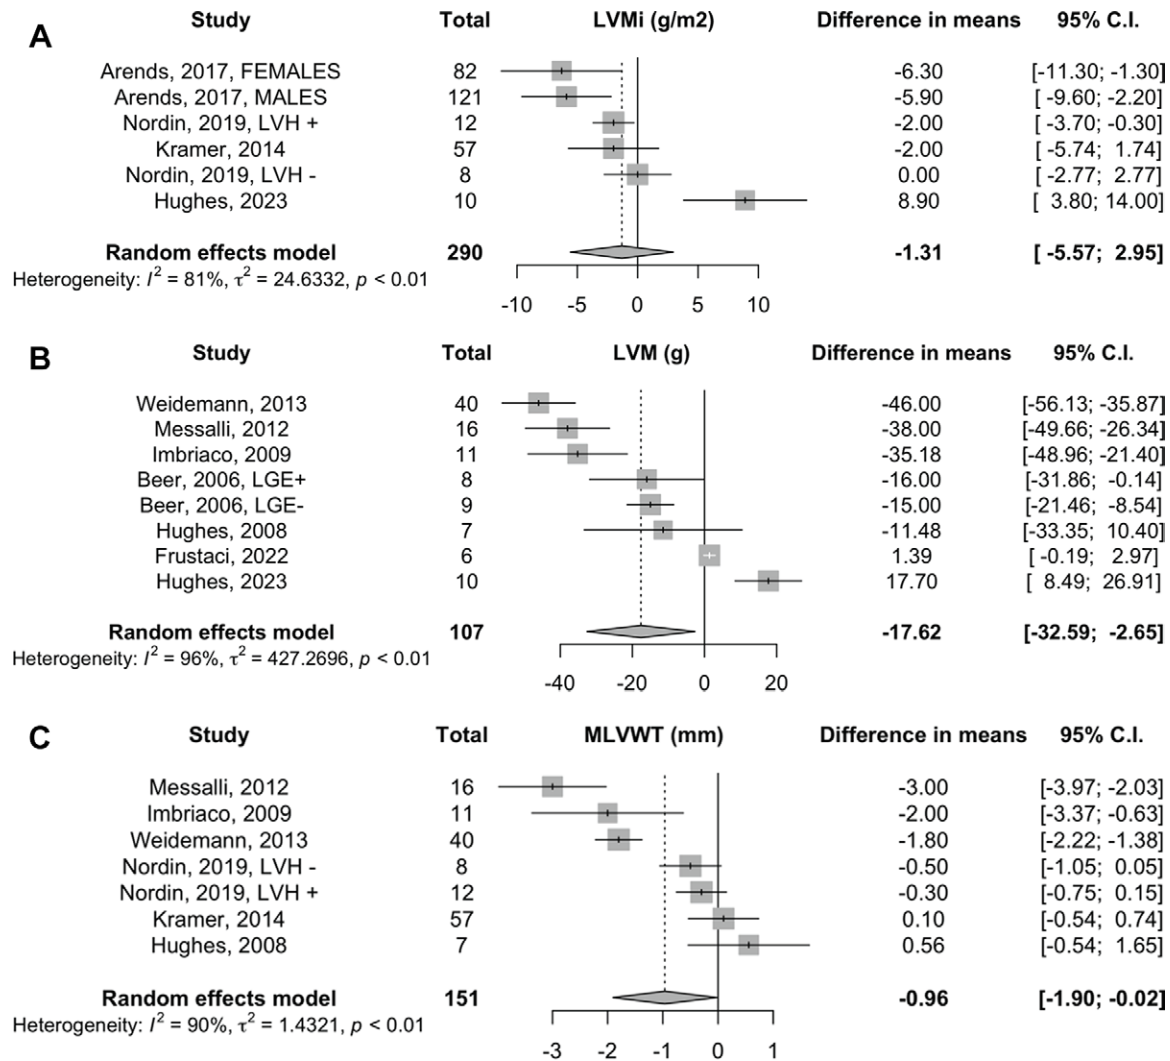 A Study Total LVMi (g/m2) Difference in means 95% C.I.
Arends, 2017, FEMALES 82 -6.30 [-11.30; -1.30]
Arends, 2017, MALES 121 -5.90 [ -9.60; -2.20]
Nordin, 2019, LVH + 12 -2.00 [ -3.70; -0.30]
Kramer, 2014 57 -2.00 [ -5.74; 1.74]
Nordin, 2019, LVH - 8 0.00 [ -2.77; 2.77]
Hughes, 2023 10 8.90 [ 3.80; 14.00]
Random effects model 290 -1.31 [ -5.57; 2.95]
Heterogeneity: I² = 81%, τ² = 24.6332, p < 0.01
-10 -5 0 5 10
B Study Total LVM (g) Difference in means 95% C.I.
Weidemann, 2013 40 -46.00 [-56.13; -35.87]
Messalli, 2012 16 -38.00 [-49.66; -26.34]
Imbriaco, 2009 11 -35.18 [-48.96; -21.40]
Beer, 2006, LGE+ 8 -16.00 [-31.86; -0.14]
Beer, 2006, LGE- 9 -15.00 [-21.46; -8.54]
Hughes, 2008 7 -11.48 [-33.35; 10.40]
Frustaci, 2022 6 1.39 [ -0.19; 2.97]
Hughes, 2023 10 17.70 [ 8.49; 26.91]
Random effects model 107 -17.62 [-32.59; -2.65]
Heterogeneity: I² = 96%, τ² = 427.2696, p < 0.01
-40 -20 0 20
C Study Total MLVWT (mm) Difference in means 95% C.I.
Messalli, 2012 16 -3.00 [-3.97; -2.03]
Imbriaco, 2009 11 -2.00 [-3.37; -0.63]
Weidemann, 2013 40 -1.80 [-2.22; -1.38]
Nordin, 2019, LVH - 8 -0.50 [-1.05; 0.05]
Nordin, 2019, LVH + 12 -0.30 [-0.75; 0.15]
Kramer, 2014 57 0.10 [-0.54; 0.74]
Hughes, 2008 7 0.56 [-0.54; 1.65]
Random effects model 151 -0.96 [-1.90; -0.02]
Heterogeneity: I² = 90%, τ² = 1.4321, p < 0.01
-3 -2 -1 0 1